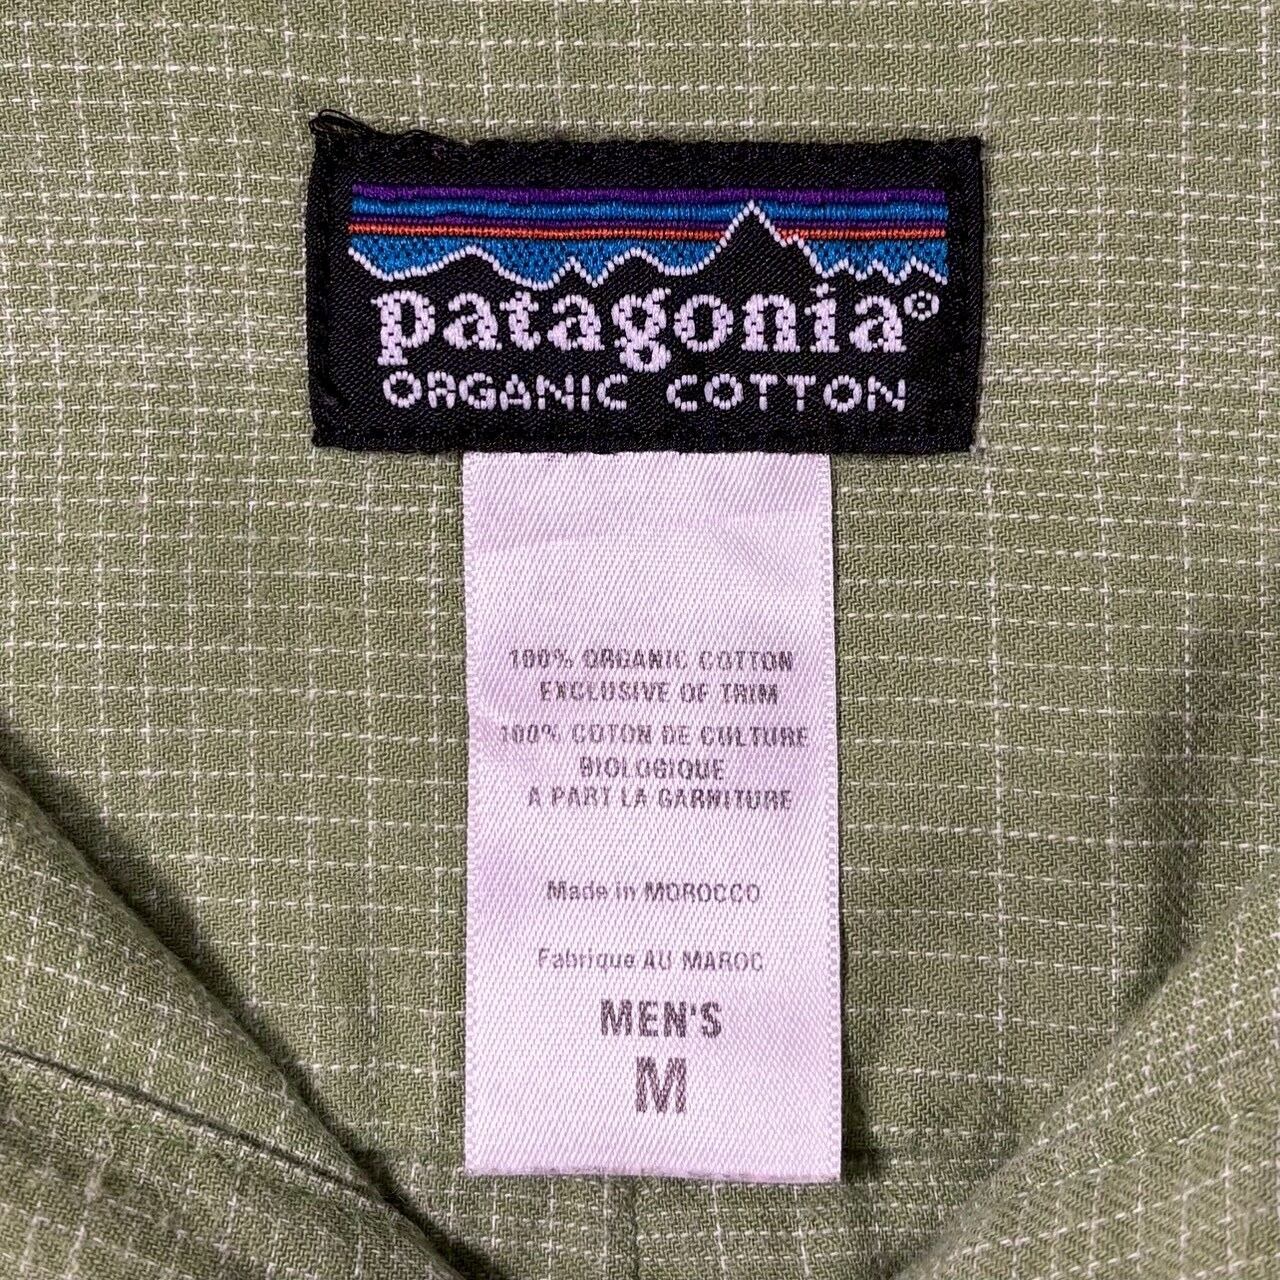 patagonia®
ORGANIC COTTON
100% ORGANIC COTTON
EXCLUSIVE OF TRIM
100% COTON DE CULTURE
BIOLOGIQUE
A PART LA GARNITURE
Made in MOROCCO
Fabrique AU MAROC
MEN'S
M